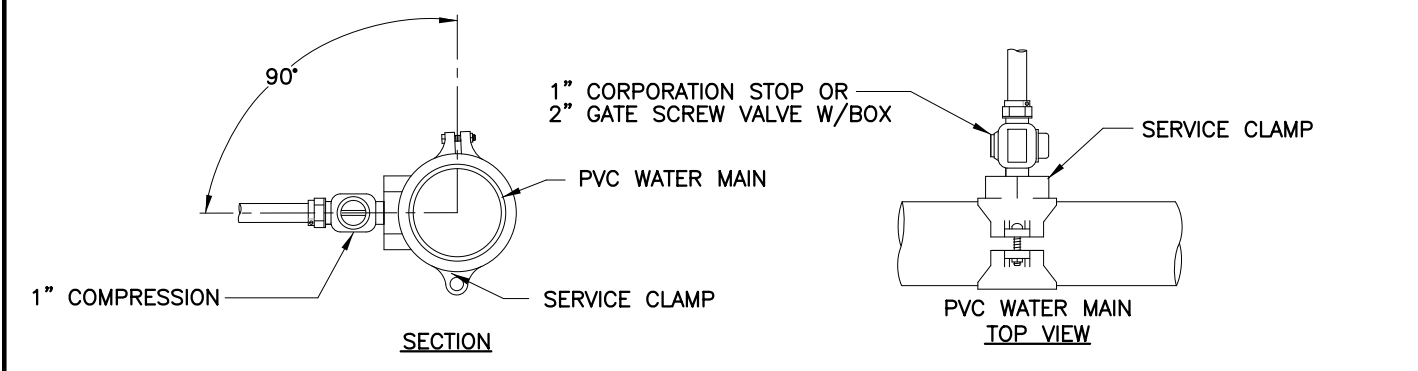 90°
1” CORPORATION STOP OR
2” GATE SCREW VALVE W/BOX
SERVICE CLAMP
PVC WATER MAIN
1” COMPRESSION
SERVICE CLAMP
SECTION
PVC WATER MAIN
TOP VIEW